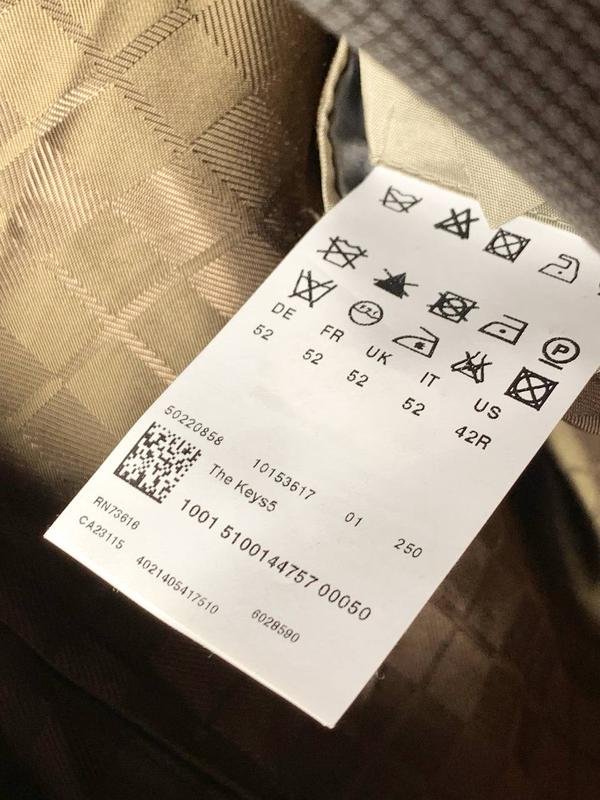 DE FR UK IT US
52 52 52 52 42R
50220858 10153617 01 250
The Keys5
1001 5100144757 00050
RN73616
CA23115 4021405417510 6028590
P